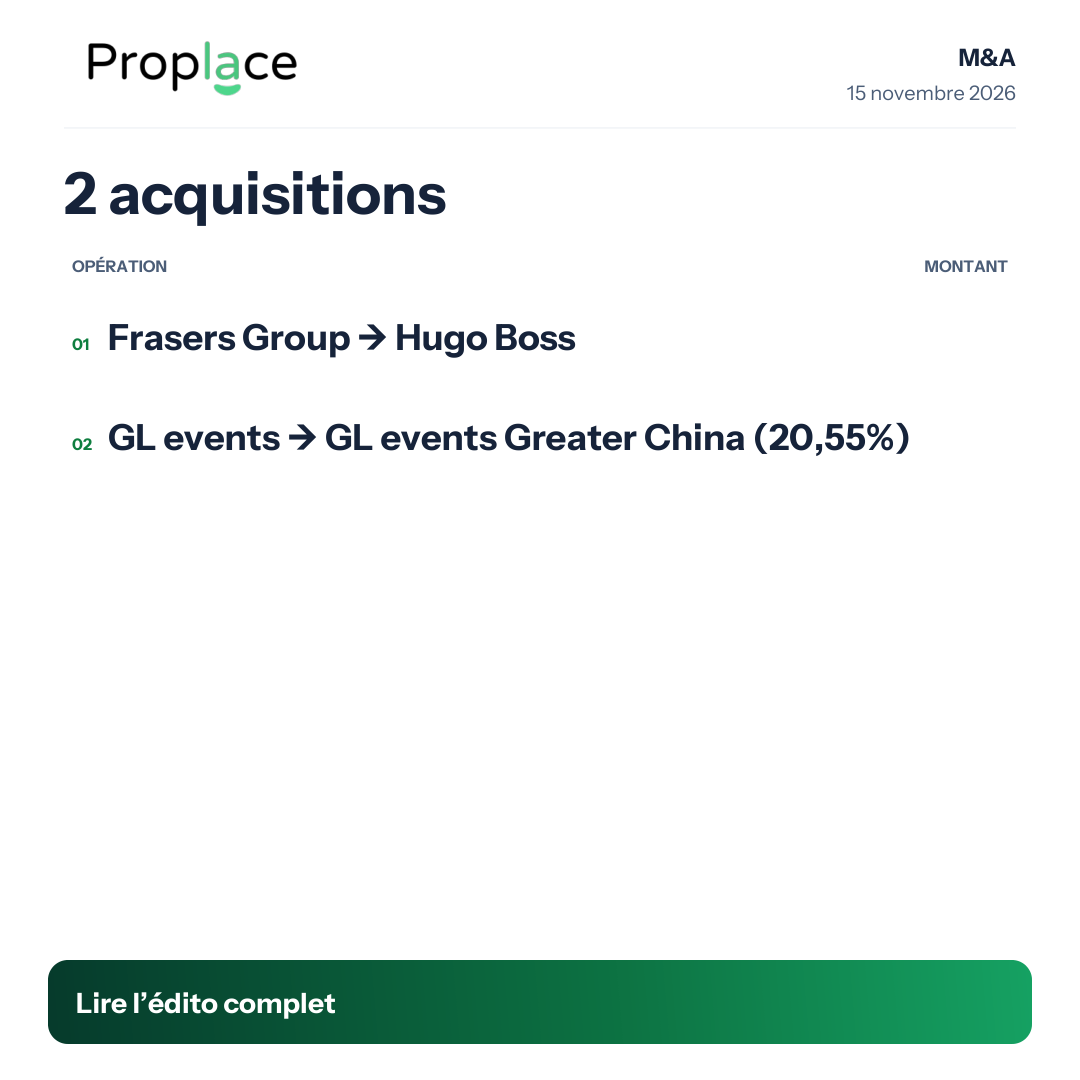 Proplace
M&A
15 novembre 2026
2 acquisitions
OPÉRATION MONTANT
01 Frasers Group → Hugo Boss
02 GL events → GL events Greater China (20,55%)
Lire l’édito complet